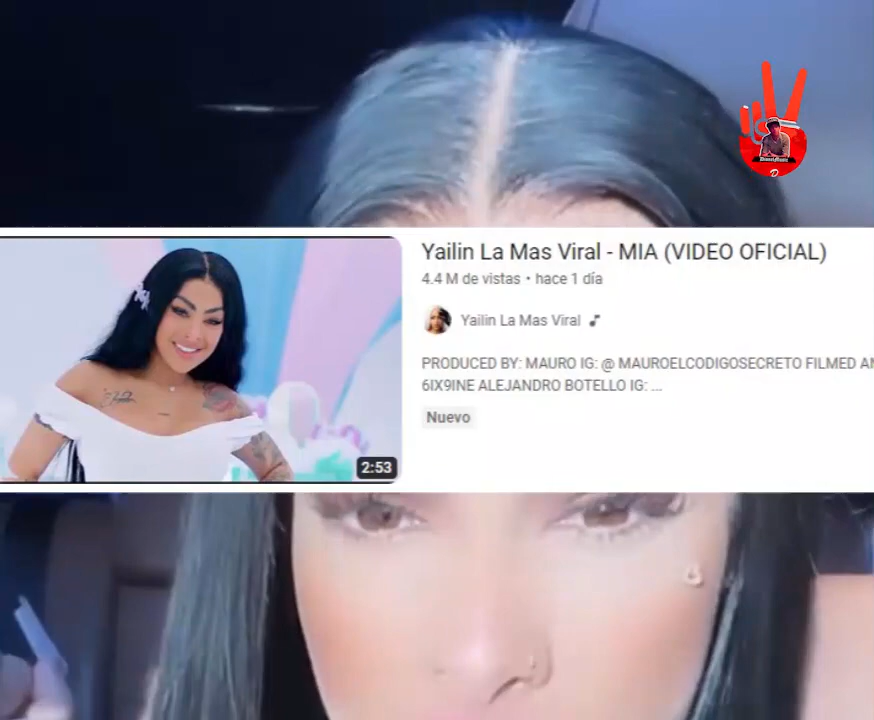 Yailin La Mas Viral - MIA (VIDEO OFICIAL)
4.4 M de vistas • hace 1 día
Yailin La Mas Viral
PRODUCED BY: MAURO IG: @ MAUROELCODIGOSECRETO FILMED AN
6IX9INE ALEJANDRO BOTELLO IG: ...
Nuevo
2:53